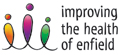 improving
the health
of enfield